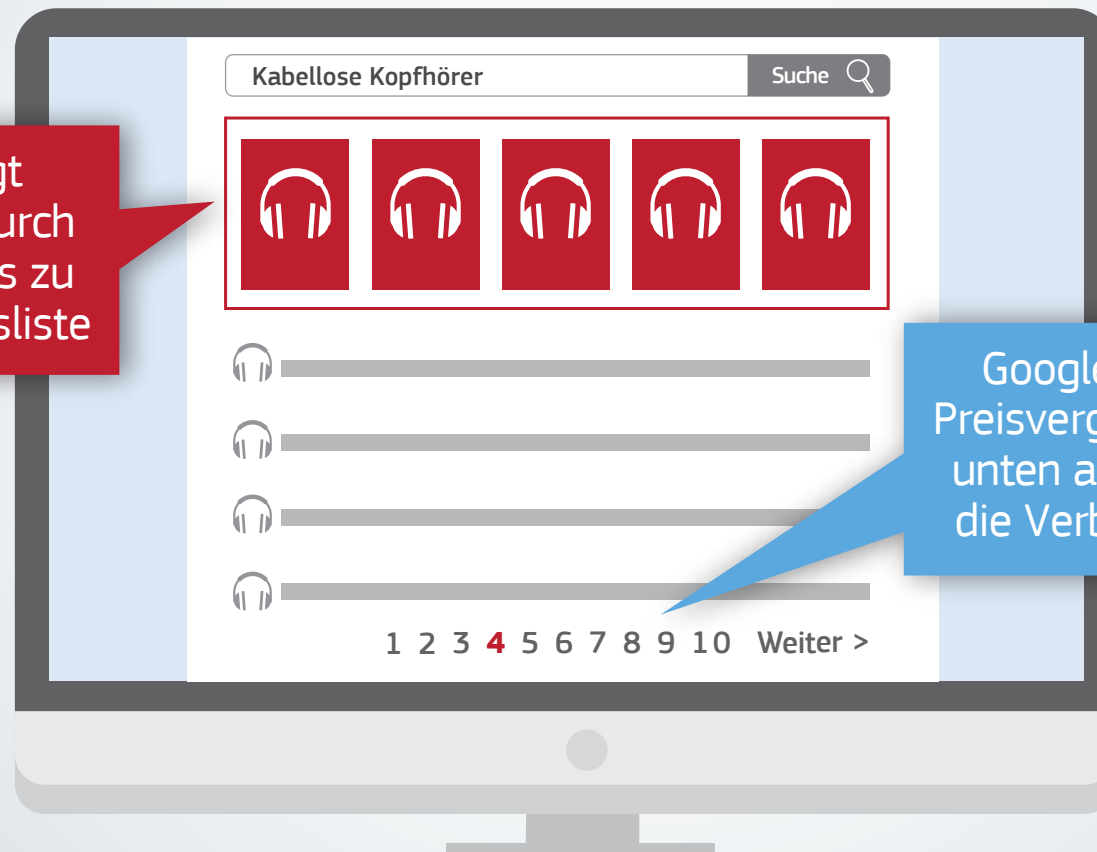 Kabellose Kopfhörer Suche
gt
urch
s zu
sliste
Google
Preisverg
unten a
die Verb
1 2 3 4 5 6 7 8 9 10 Weiter >